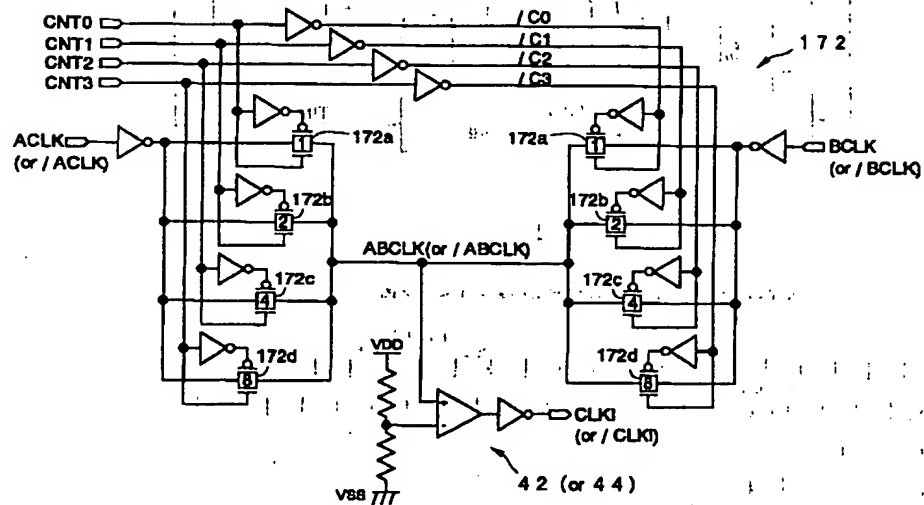 CNT0
/C0
CNT1
/C1
CNT2
/C2
CNT3
/C3
172
172a
172a
1
1
ACLK
(or / ACLK)
BCLK
(or / BCLK)
172b
172b
2
2
ABCLK(or / ABCLK)
172c
172c
4
4
VDD
172d
172d
8
8
+
-
CLKI
(or / CLKI)
VSS
42 (or 44)